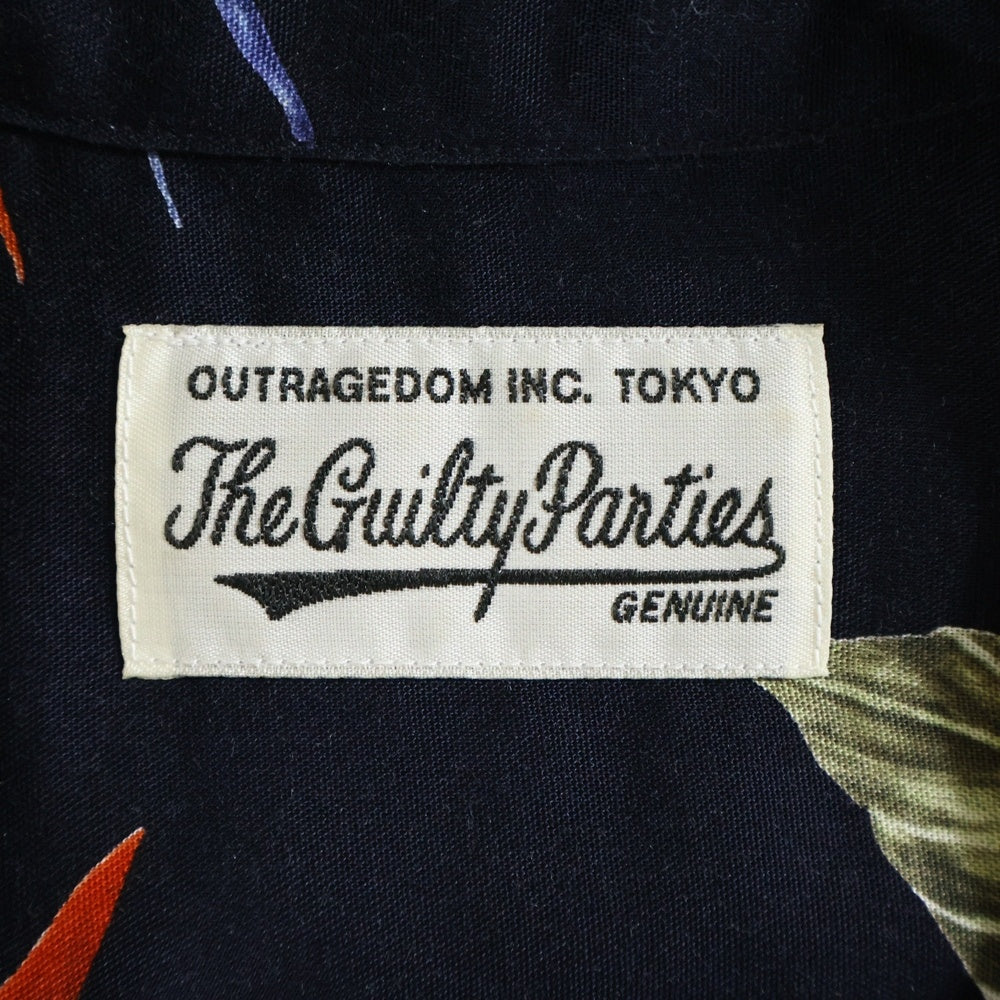 OUTRAGEDOM INC. TOKYO
The Guilty Parties
GENUINE